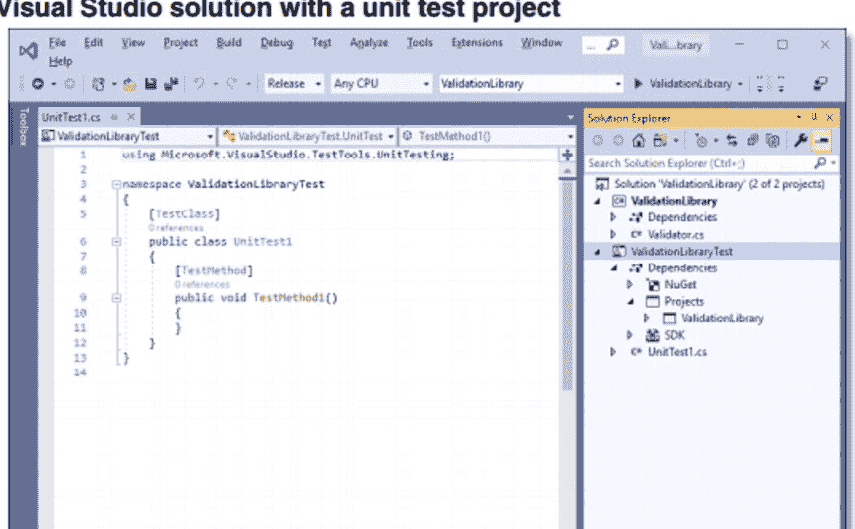 Visual Studio solution with a unit test project
File Edit View Project Build Debug Test Analyze Tools Extensions Window ... Vali...brary
Help
Release Any CPU ValidationLibrary ValidationLibrary
Toolbox
UnitTest1.cs
ValidationLibraryTest ValidationLibraryTest.UnitTest TestMethod1()
1 using Microsoft.VisualStudio.TestTools.UnitTesting;
2
3 namespace ValidationLibraryTest
4 {
5 [TestClass]
0 references
6 public class UnitTest1
7 {
8 [TestMethod]
0 references
9 public void TestMethod1()
10 {
11 }
12 }
13 }
14
Solution Explorer
Search Solution Explorer (Ctrl+;)
Solution 'ValidationLibrary' (2 of 2 projects)
C# ValidationLibrary
Dependencies
C# Validator.cs
ValidationLibraryTest
Dependencies
NuGet
Projects
ValidationLibrary
SDK
C# UnitTest1.cs